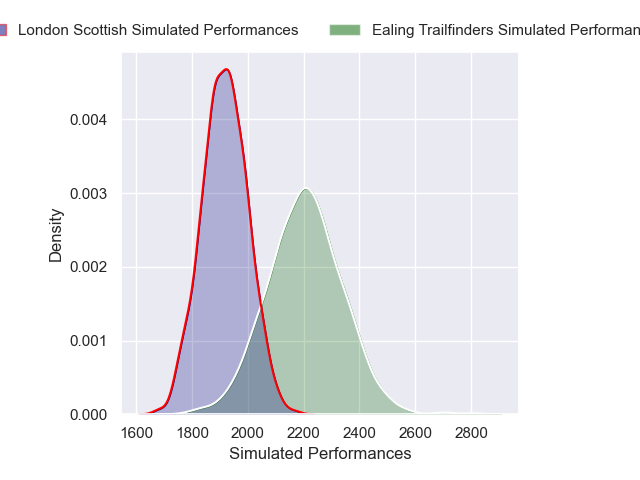 London Scottish Simulated Performances Ealing Trailfinders Simulated Performan
0.004
0.003
0.002
0.001
0.000
Density
1600 1800 2000 2200 2400 2600 2800
Simulated Performances